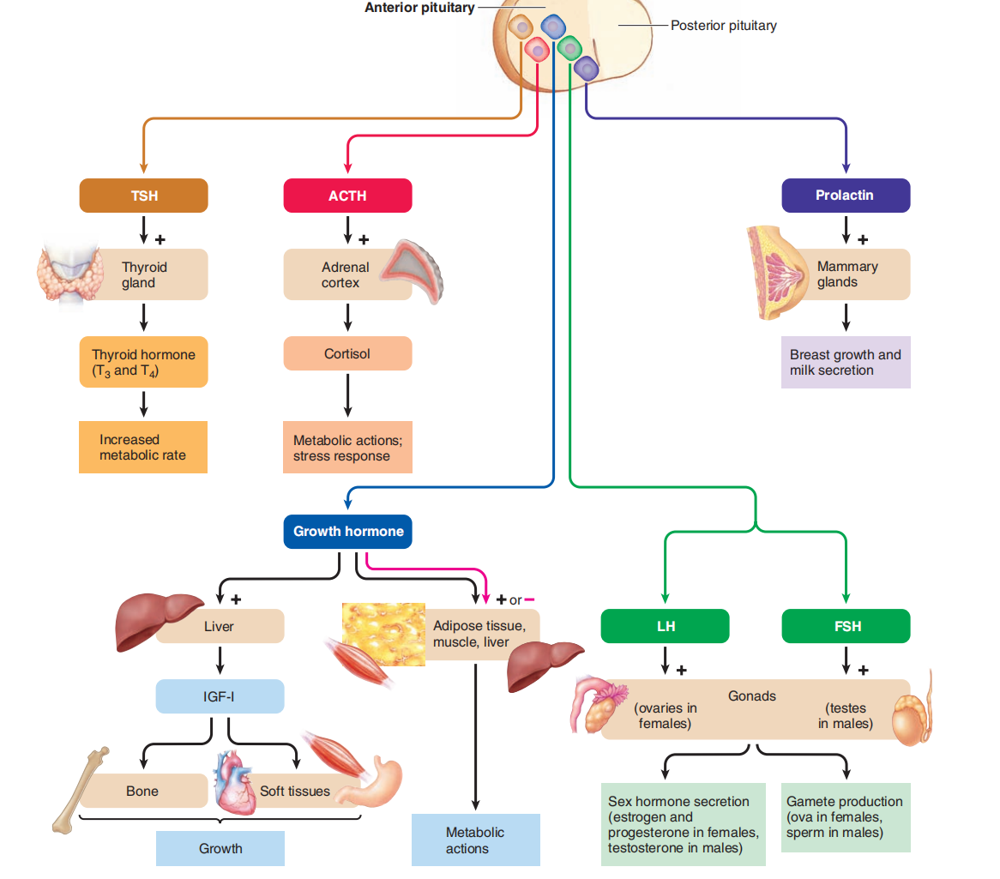 Anterior pituitary
Posterior pituitary
TSH
ACTH
Prolactin
+
+
+
Thyroid
gland
Adrenal
cortex
Mammary
glands
Thyroid hormone
(T3 and T4)
Cortisol
Breast growth and
milk secretion
Increased
metabolic rate
Metabolic actions;
stress response
Growth hormone
+
+ or −
Liver
Adipose tissue,
muscle, liver
LH
FSH
+
+
IGF-I
Gonads
(ovaries in
females)
(testes
in males)
Bone
Soft tissues
Growth
Metabolic
actions
Sex hormone secretion
(estrogen and
progesterone in females,
testosterone in males)
Gamete production
(ova in females,
sperm in males)